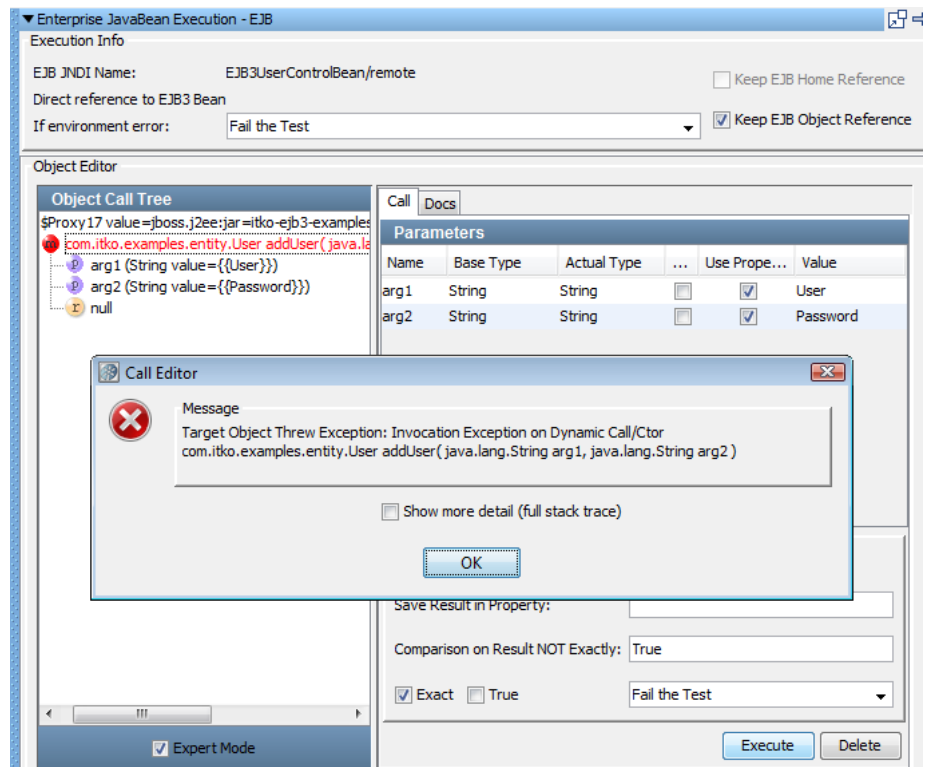 Enterprise JavaBean Execution - EJB
Execution Info
EJB JNDI Name: EJB3UserControlBean/remote
Keep EJB Home Reference
Direct reference to EJB3 Bean
If environment error: Fail the Test
Keep EJB Object Reference
Object Editor
Object Call Tree
$Proxy17 value=jboss.j2ee:jar=itko-ejb3-examples
m com.itko.examples.entity.User addUser( java.la
p arg1 (String value={{User}})
p arg2 (String value={{Password}})
r null
Call Docs
Parameters
Name Base Type Actual Type ... Use Prope... Value
arg1 String String User
arg2 String String Password
Call Editor
Message
Target Object Threw Exception: Invocation Exception on Dynamic Call/Ctor
com.itko.examples.entity.User addUser( java.lang.String arg1, java.lang.String arg2 )
Show more detail (full stack trace)
OK
Save Result in Property:
Comparison on Result NOT Exactly: True
Exact True Fail the Test
Expert Mode
Execute Delete